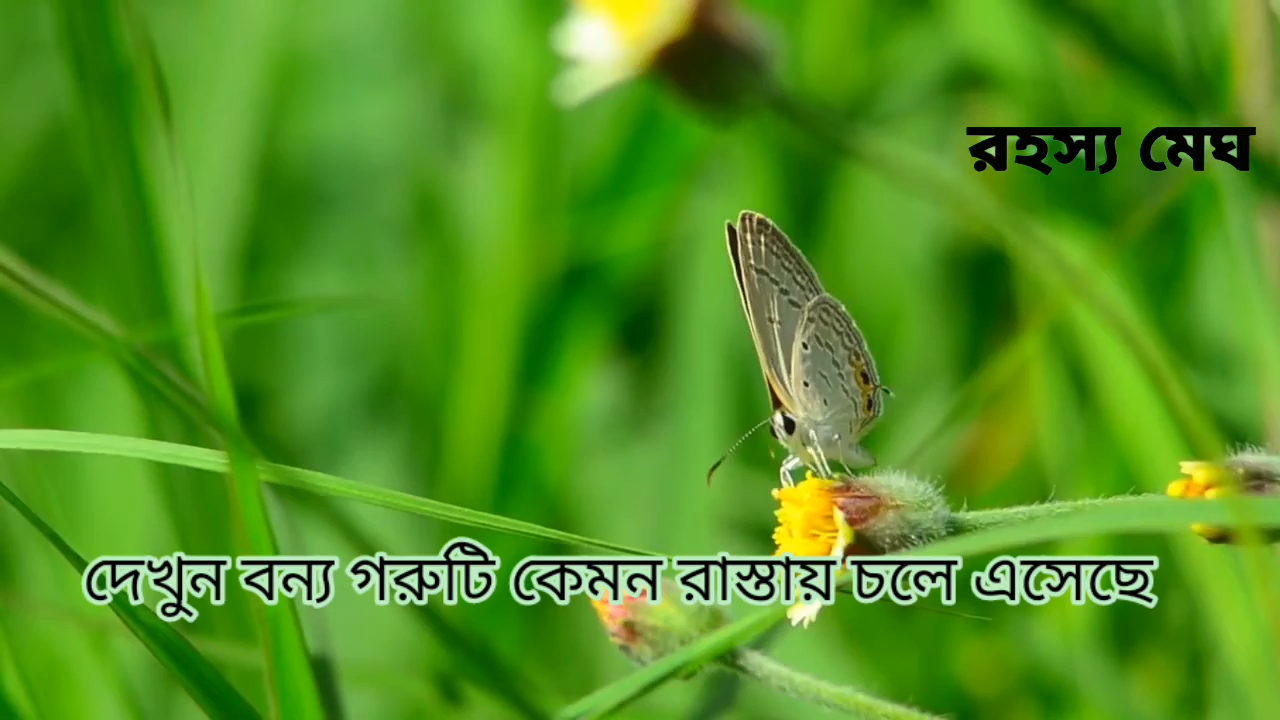 রহস্য মেঘ
দেখুন বন্য গরুটি কেমন রাস্তায় চলে এসেছে